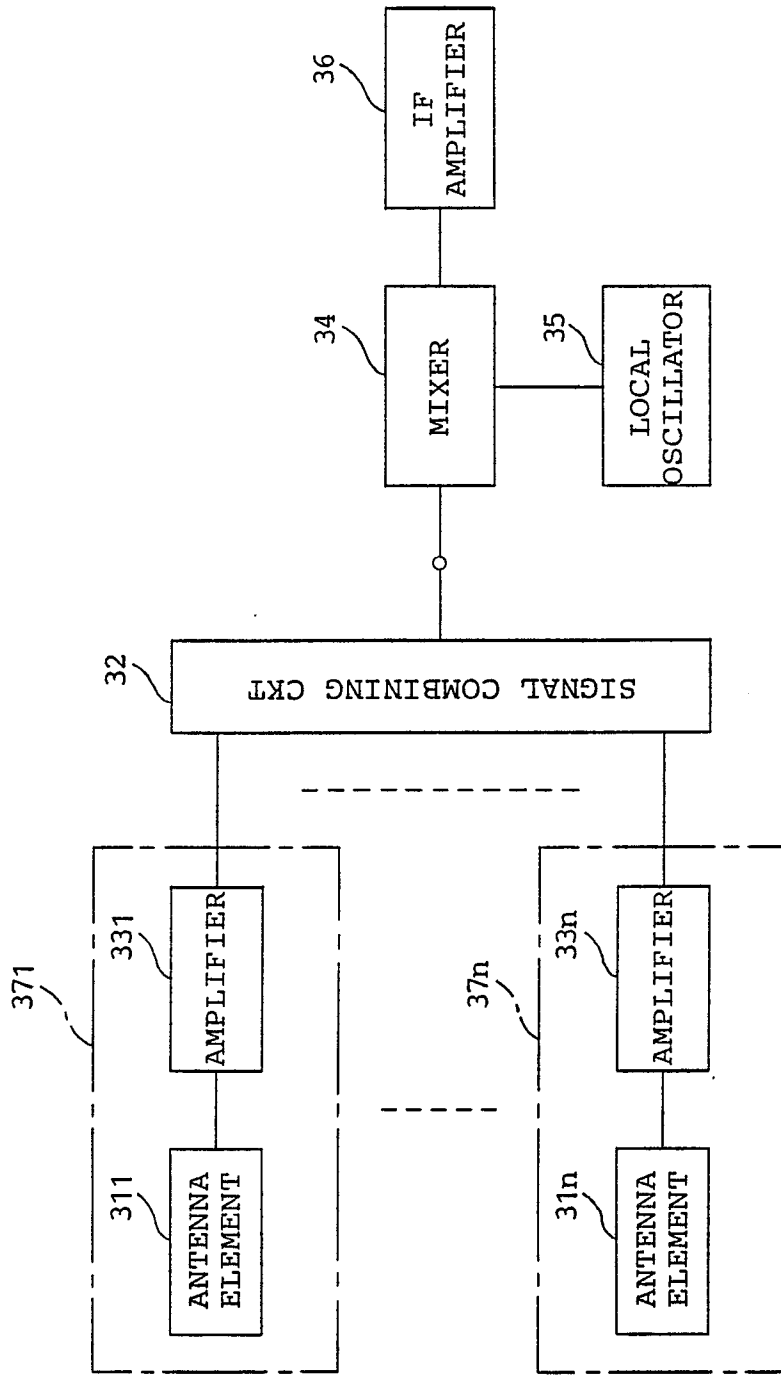 371
311
ANTENNA
ELEMENT
331
AMPLIFIER
37n
31n
ANTENNA
ELEMENT
33n
AMPLIFIER
32
SIGNAL COMBINING CKT
34
MIXER
35
LOCAL
OSCILLATOR
36
IF
AMPLIFIER